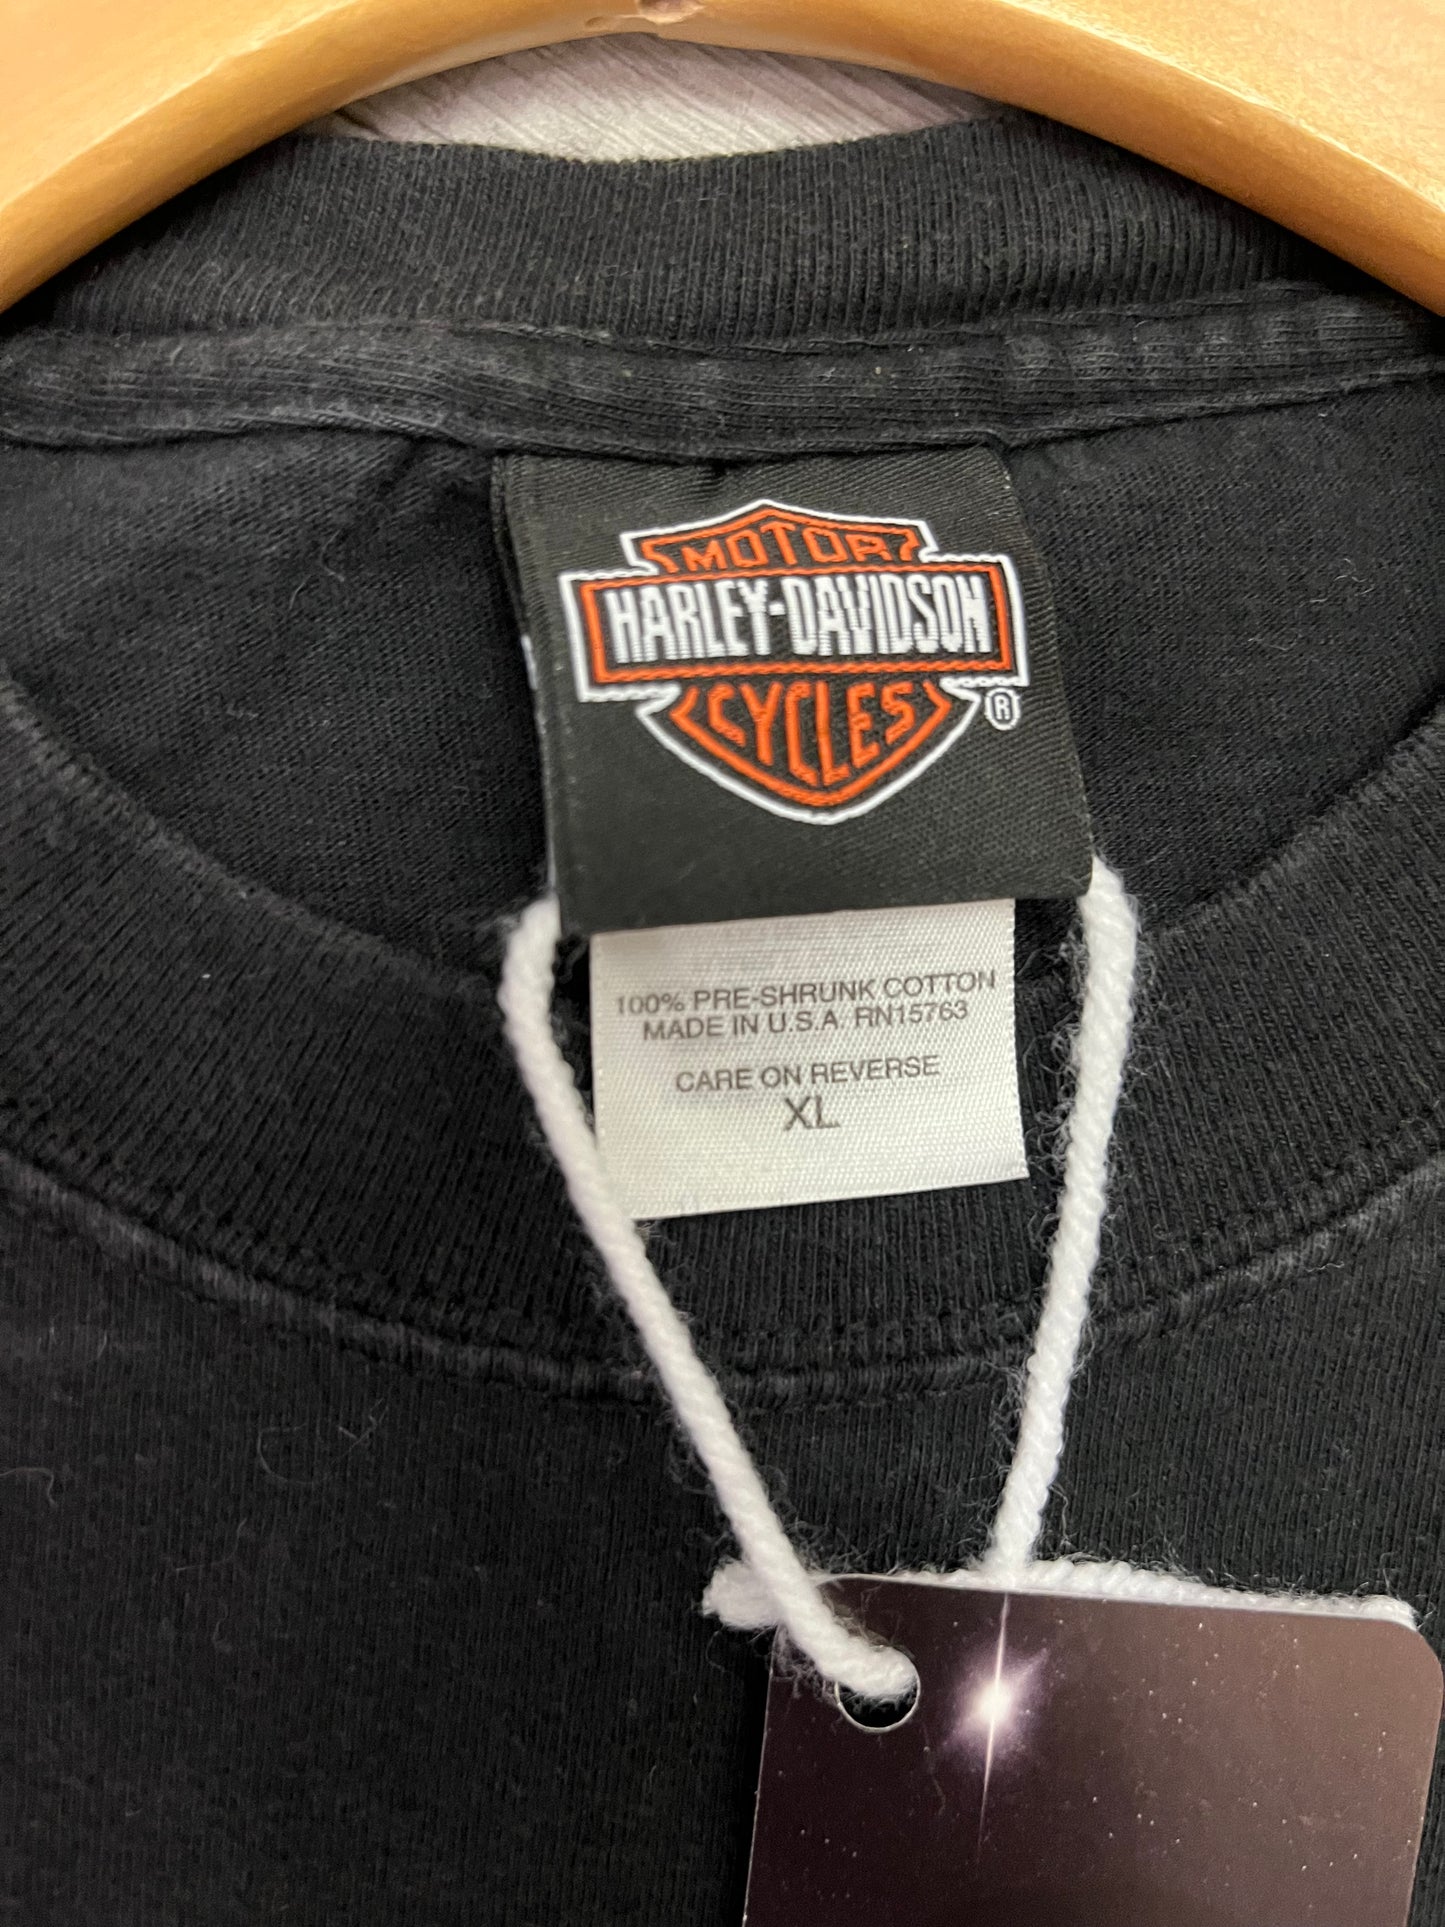 MOTOR
HARLEY-DAVIDSON
CYCLES
®
100% PRE-SHRUNK COTTON
MADE IN U.S.A. RN15763
CARE ON REVERSE
XL